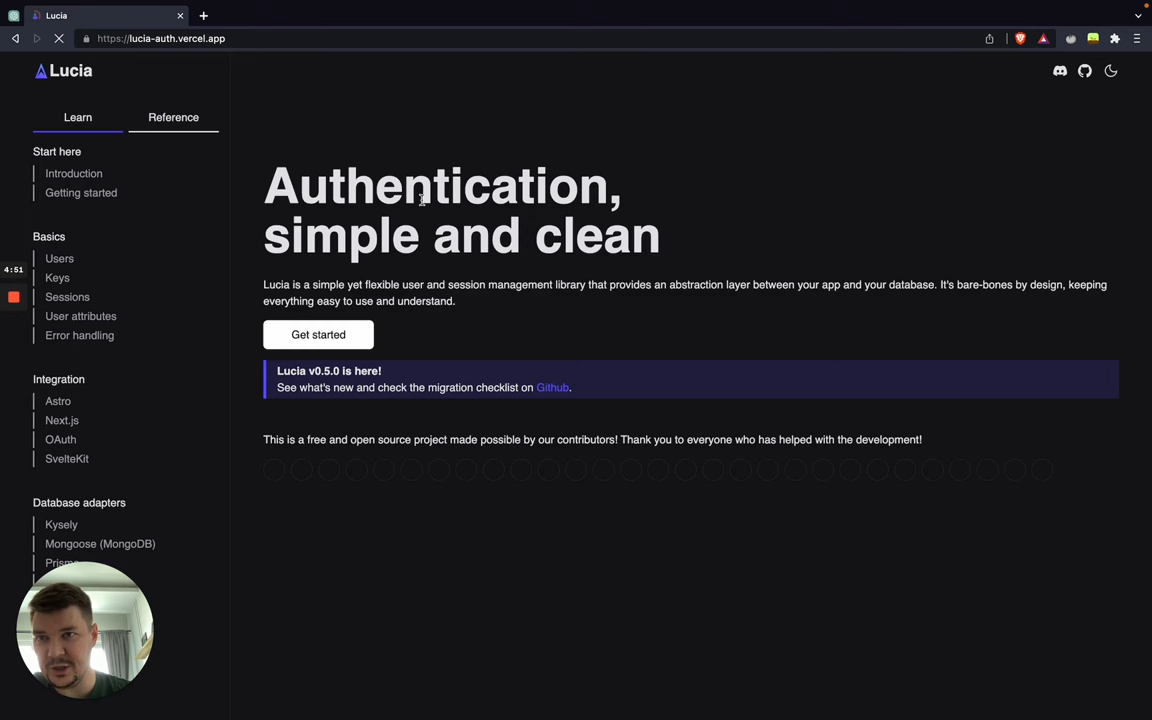 Lucia
https://lucia-auth.vercel.app
Lucia
Learn
Reference
Start here
Introduction
Getting started
Basics
Users
Keys
Sessions
User attributes
Error handling
Integration
Astro
Next.js
OAuth
SvelteKit
Database adapters
Kysely
Mongoose (MongoDB)
Prisma
4:51
Authentication,
simple and clean
Lucia is a simple yet flexible user and session management library that provides an abstraction layer between your app and your database. It's bare-bones by design, keeping
everything easy to use and understand.
Get started
Lucia v0.5.0 is here!
See what's new and check the migration checklist on Github.
This is a free and open source project made possible by our contributors! Thank you to everyone who has helped with the development!